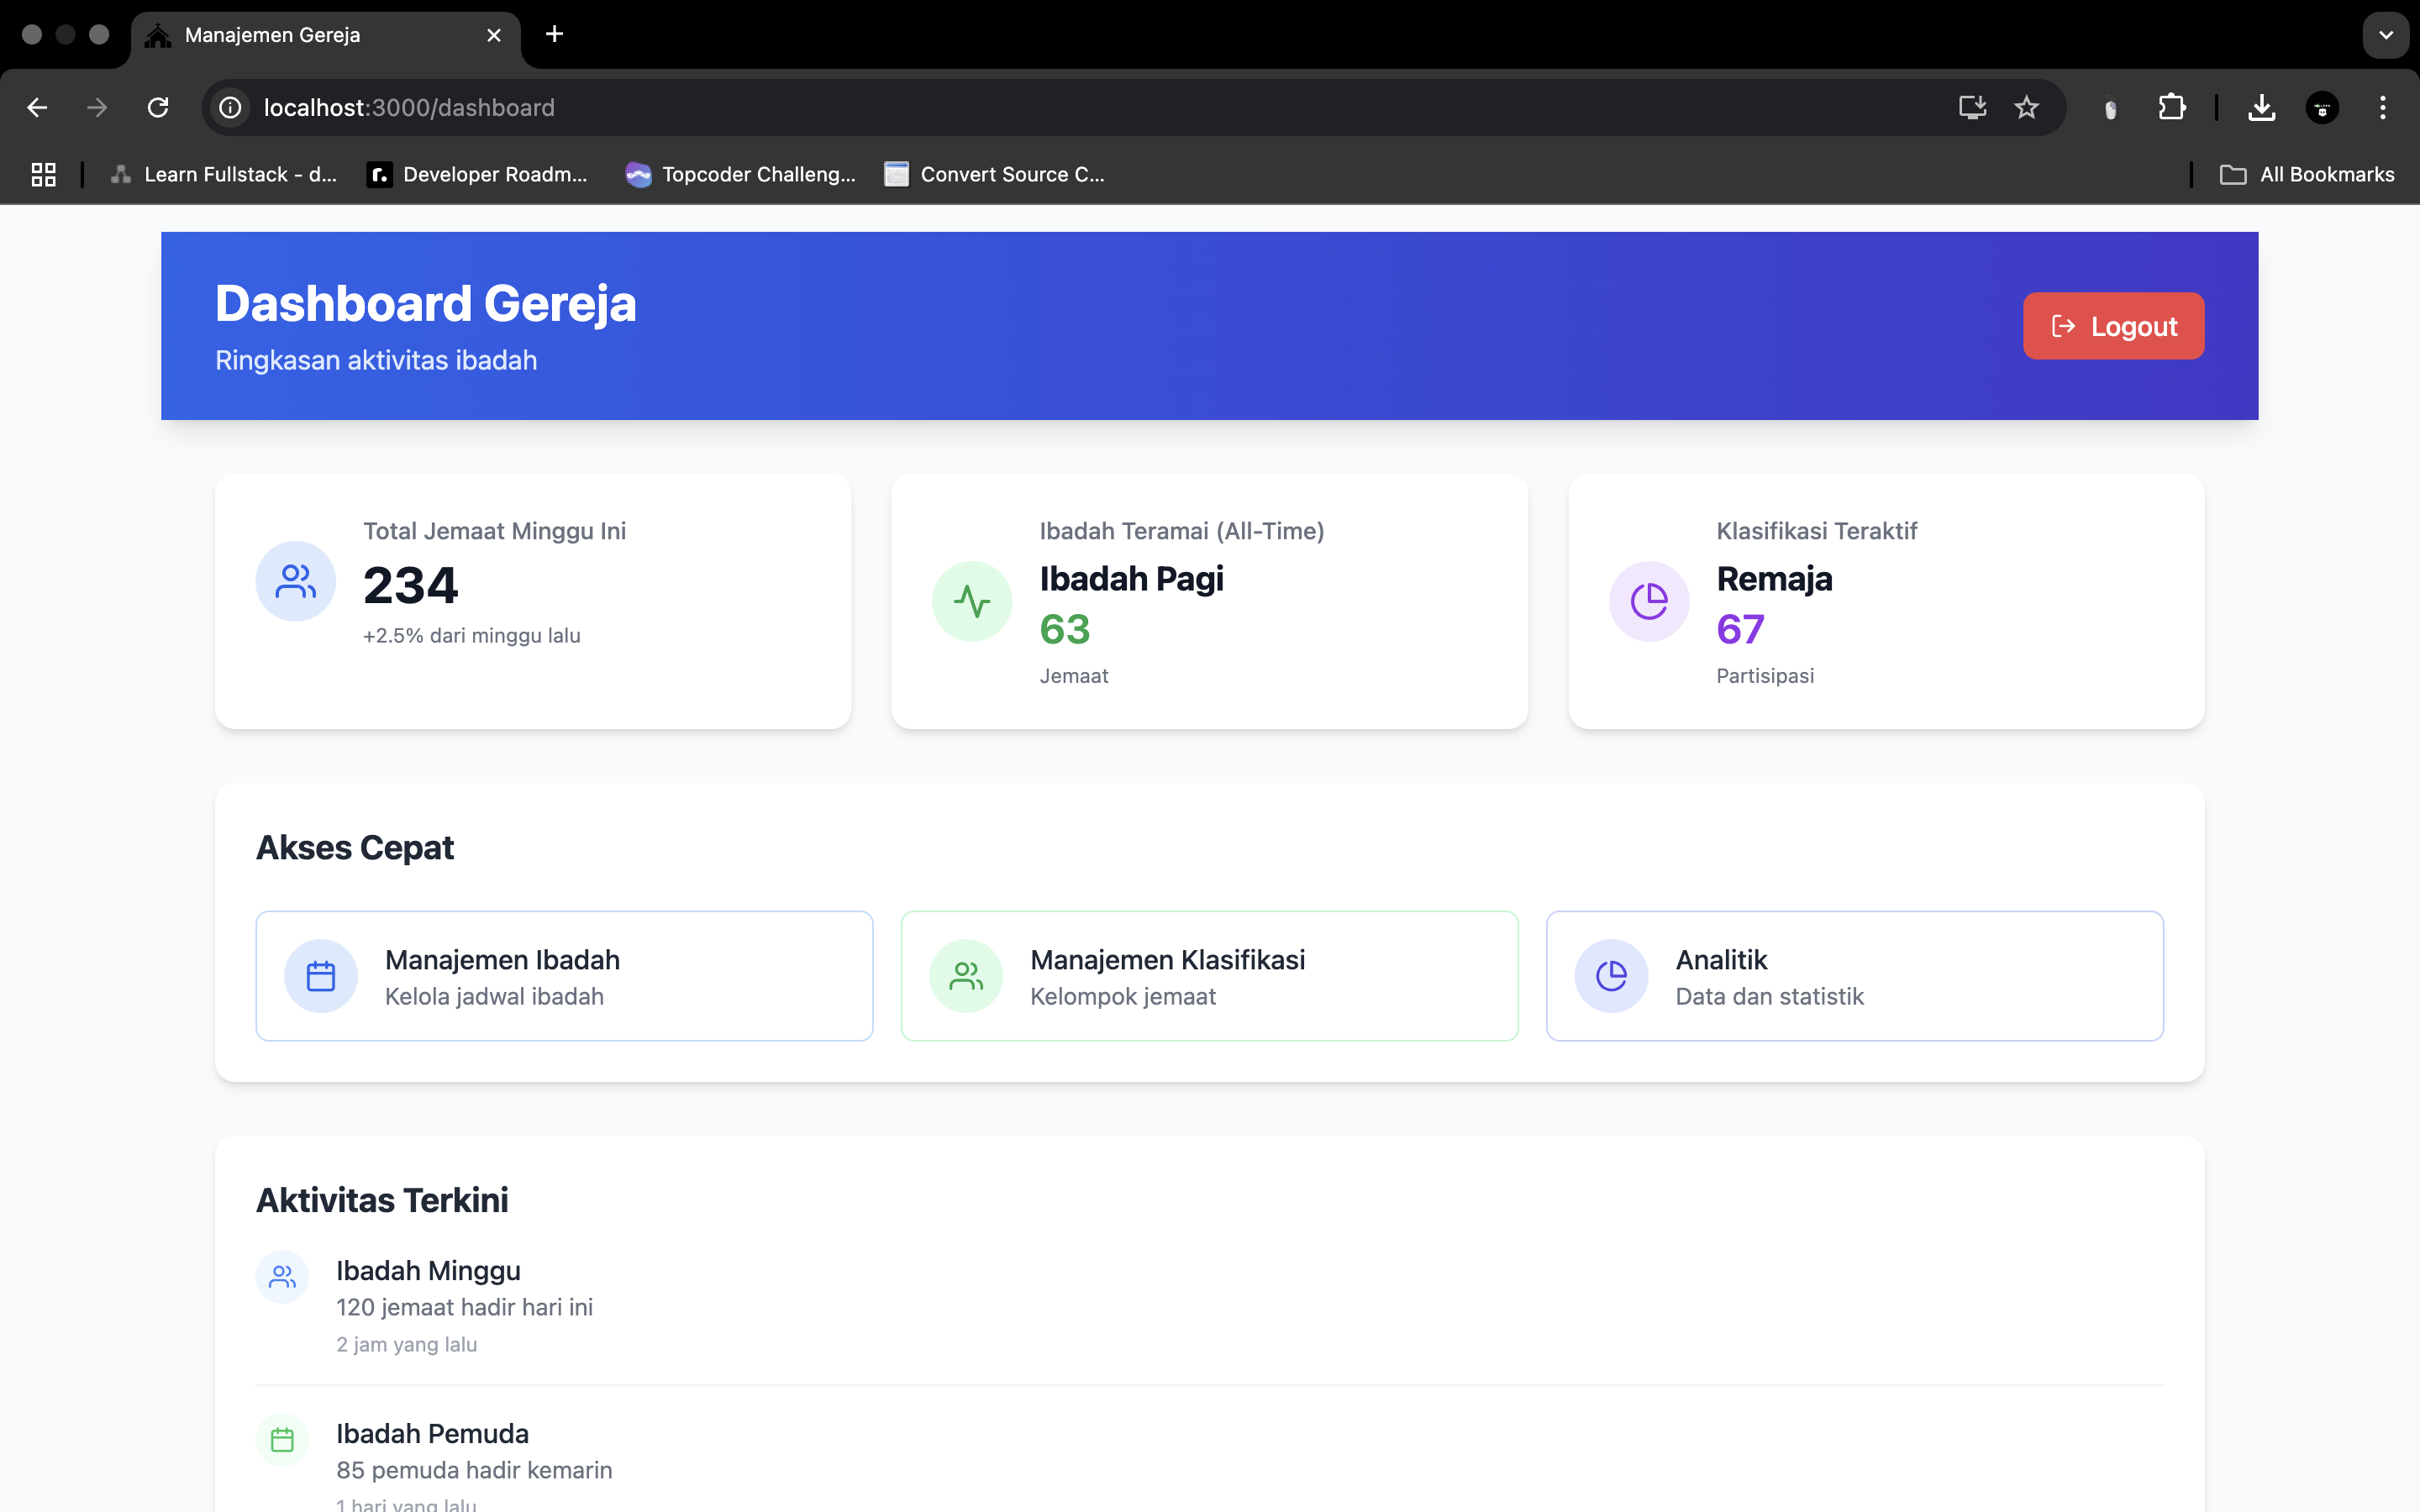 Manajemen Gereja
localhost:3000/dashboard
Learn Fullstack - d...
Developer Roadm...
Topcoder Challeng...
Convert Source C...
All Bookmarks
Dashboard Gereja
Ringkasan aktivitas ibadah
Logout
Total Jemaat Minggu Ini
234
+2.5% dari minggu lalu
Ibadah Teramai (All-Time)
Ibadah Pagi
63
Jemaat
Klasifikasi Teraktif
Remaja
67
Partisipasi
Akses Cepat
Manajemen Ibadah
Kelola jadwal ibadah
Manajemen Klasifikasi
Kelompok jemaat
Analitik
Data dan statistik
Aktivitas Terkini
Ibadah Minggu
120 jemaat hadir hari ini
2 jam yang lalu
Ibadah Pemuda
85 pemuda hadir kemarin
1 hari yang lalu